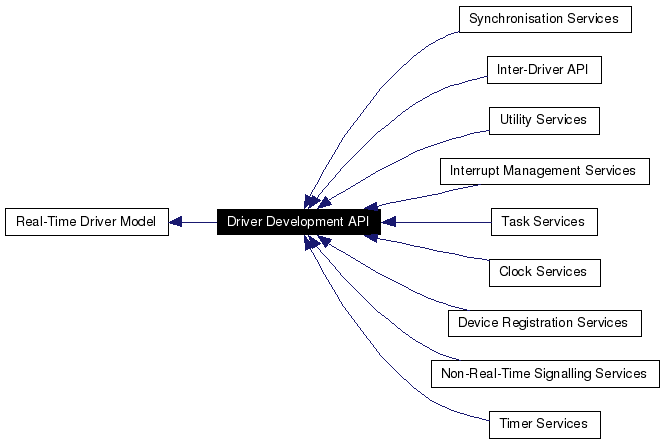 Synchronisation Services
Inter-Driver API
Utility Services
Interrupt Management Services
Real-Time Driver Model
Driver Development API
Task Services
Clock Services
Device Registration Services
Non-Real-Time Signalling Services
Timer Services